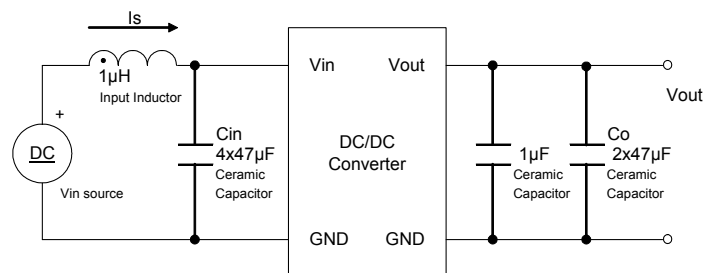 Is
1µH
Input Inductor
+
DC
Vin source
Cin
4x47µF
Ceramic
Capacitor
Vin
Vout
DC/DC
Converter
GND
GND
1µF
Ceramic
Capacitor
Co
2x47µF
Ceramic
Capacitor
Vout